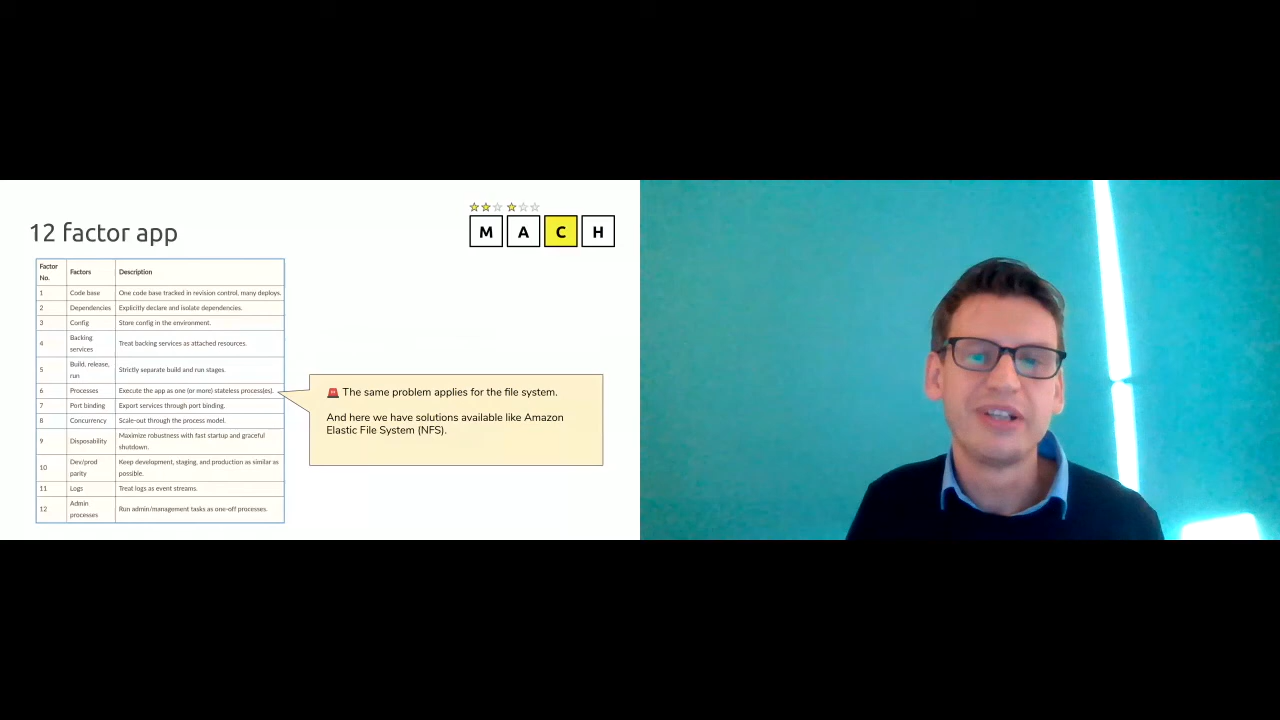 12 factor app
M A C H
Factor No. Factors Description
1 Code base One code base tracked in revision control, many deploys.
2 Dependencies Explicitly declare and isolate dependencies.
3 Config Store config in the environment.
4 Backing services Treat backing services as attached resources.
5 Build, release, run Strictly separate build and run stages.
6 Processes Execute the app as one (or more) stateless process(es).
7 Port binding Export services through port binding.
8 Concurrency Scale-out through the process model.
9 Disposability Maximize robustness with fast startup and graceful shutdown.
10 Dev/prod parity Keep development, staging, and production as similar as possible.
11 Logs Treat logs as event streams.
12 Admin processes Run admin/management tasks as one-off processes.
🚨 The same problem applies for the file system.
And here we have solutions available like Amazon
Elastic File System (NFS).